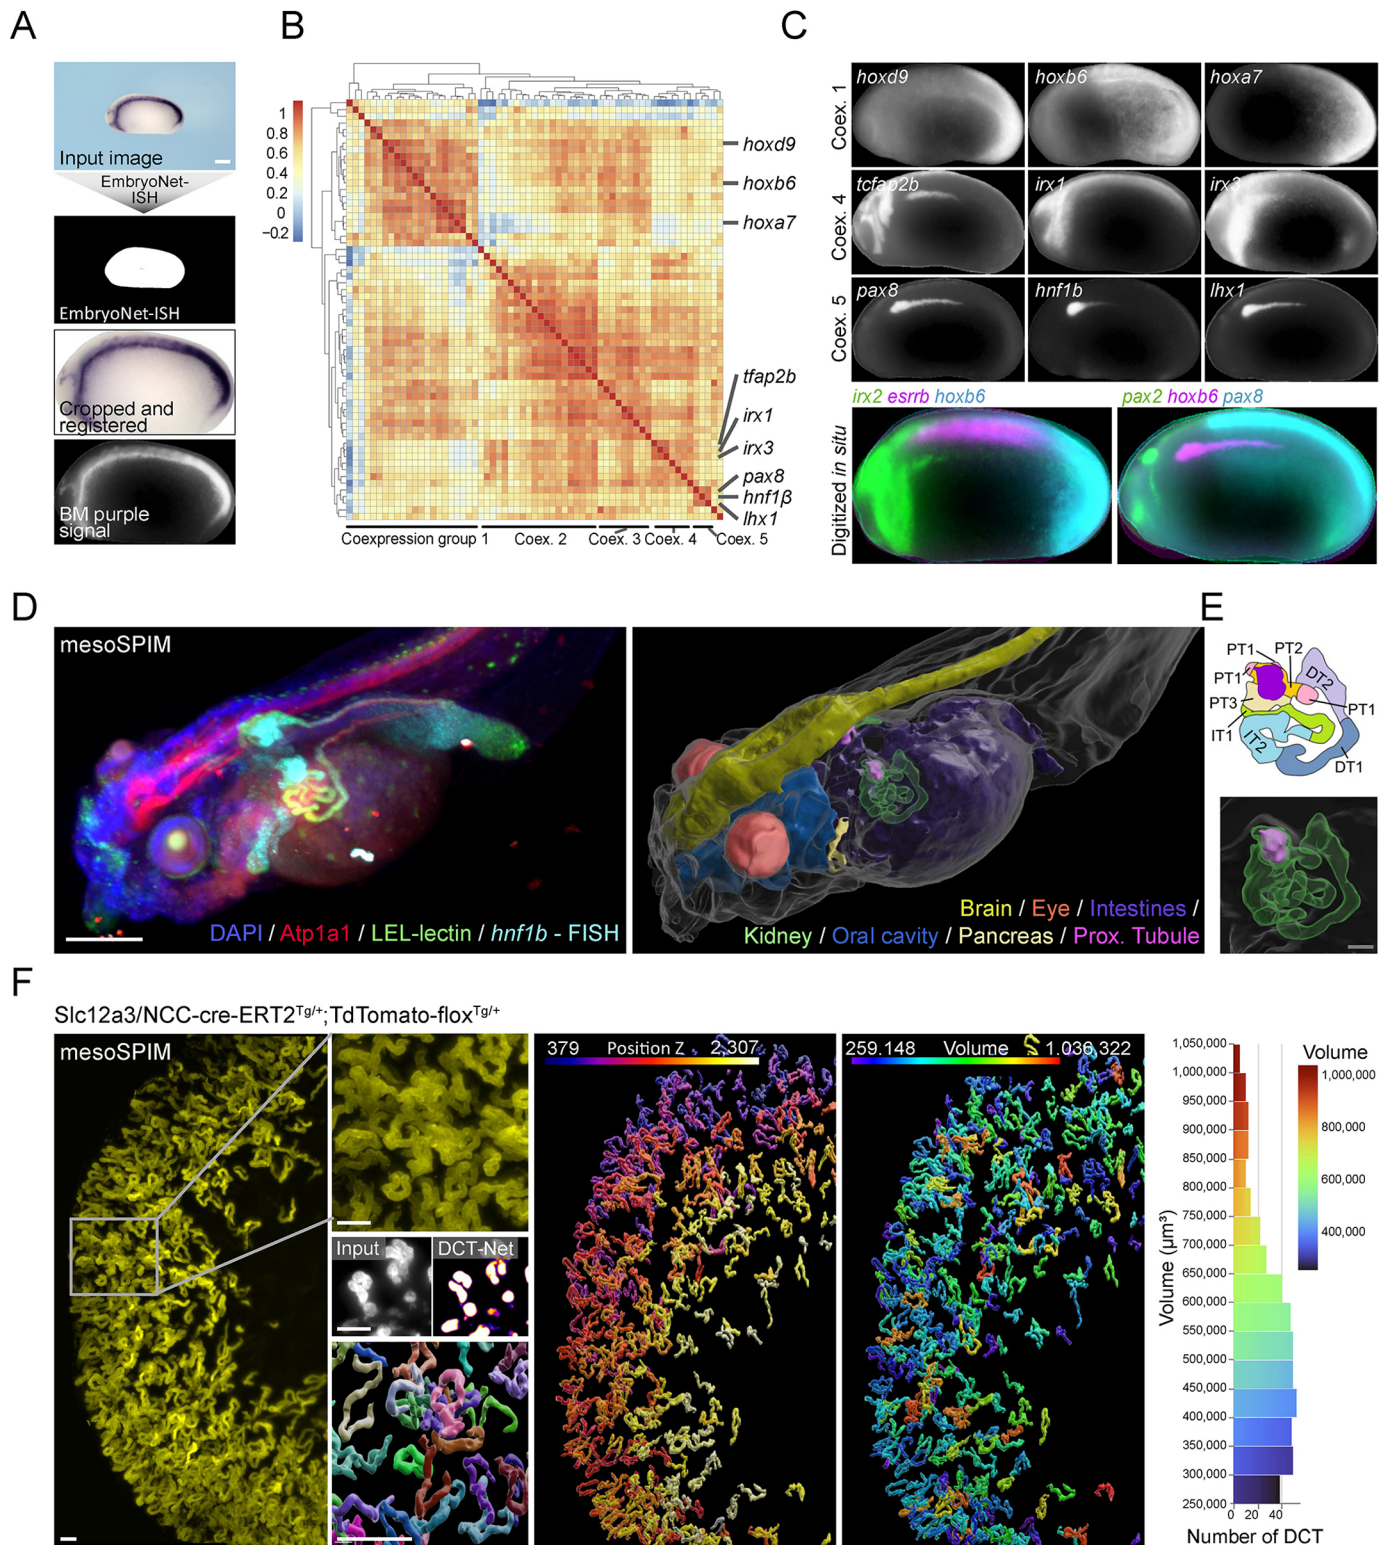 A
Input image
EmbryoNet-
ISH
EmbryoNet-ISH
Cropped and
registered
BM purple
signal
B
1
0.8
0.6
0.4
0.2
0
−0.2
hoxd9
hoxb6
hoxa7
tfap2b
irx1
irx3
pax8
hnf1β
lhx1
Coexpression group 1
Coex. 2
Coex. 3
Coex. 4
Coex. 5
C
Coex. 1
hoxd9
hoxb6
hoxa7
Coex. 4
tcfap2b
irx1
irx3
Coex. 5
pax8
hnf1b
lhx1
Digitized in situ
irx2 esrrb hoxb6
pax2 hoxb6 pax8
D
mesoSPIM
DAPI / Atp1a1 / LEL-lectin / hnf1b - FISH
Brain / Eye / Intestines /
Kidney / Oral cavity / Pancreas / Prox. Tubule
E
PT1
PT2
PT1
DT2
PT3
PT1
IT1
IT2
DT1
F
Slc12a3/NCC-cre-ERT2Tg/+;TdTomato-floxTg/+
mesoSPIM
Input
DCT-Net
379 Position Z 2,307
259,148 Volume 1,036,322
Volume (µm³)
1,050,000
1,000,000
950,000
900,000
850,000
800,000
750,000
700,000
650,000
600,000
550,000
500,000
450,000
400,000
350,000
300,000
250,000
0 20 40
Number of DCT
Volume
1,000,000
800,000
600,000
400,000